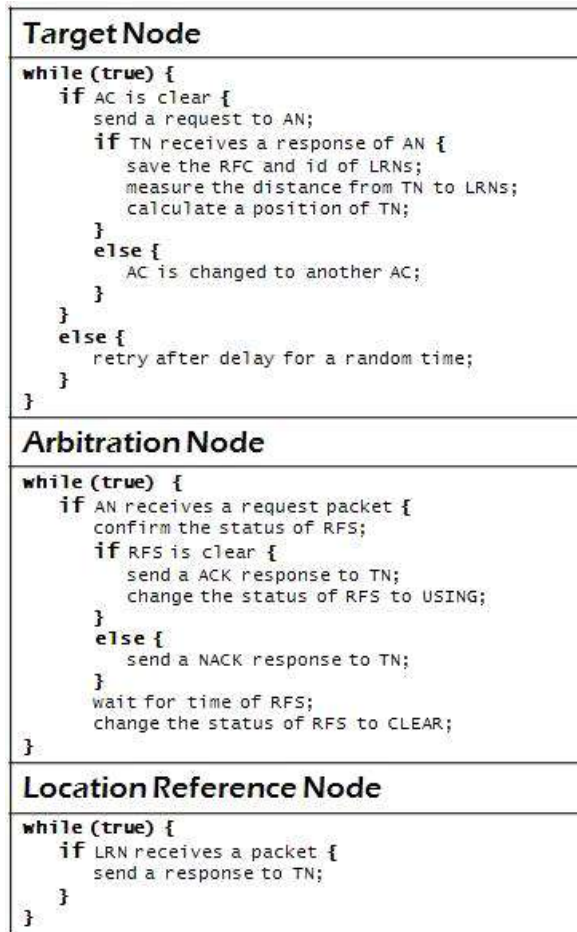 Target Node
while (true) {
if AC is clear {
send a request to AN;
if TN receives a response of AN {
save the RFC and id of LRNs;
measure the distance from TN to LRNs;
calculate a position of TN;
}
else {
AC is changed to another AC;
}
}
else {
retry after delay for a random time;
}
}
Arbitration Node
while (true) {
if AN receives a request packet {
confirm the status of RFS;
if RFS is clear {
send a ACK response to TN;
change the status of RFS to USING;
}
else {
send a NACK response to TN;
}
wait for time of RFS;
change the status of RFS to CLEAR;
}
Location Reference Node
while (true) {
if LRN receives a packet {
send a response to TN;
}
}